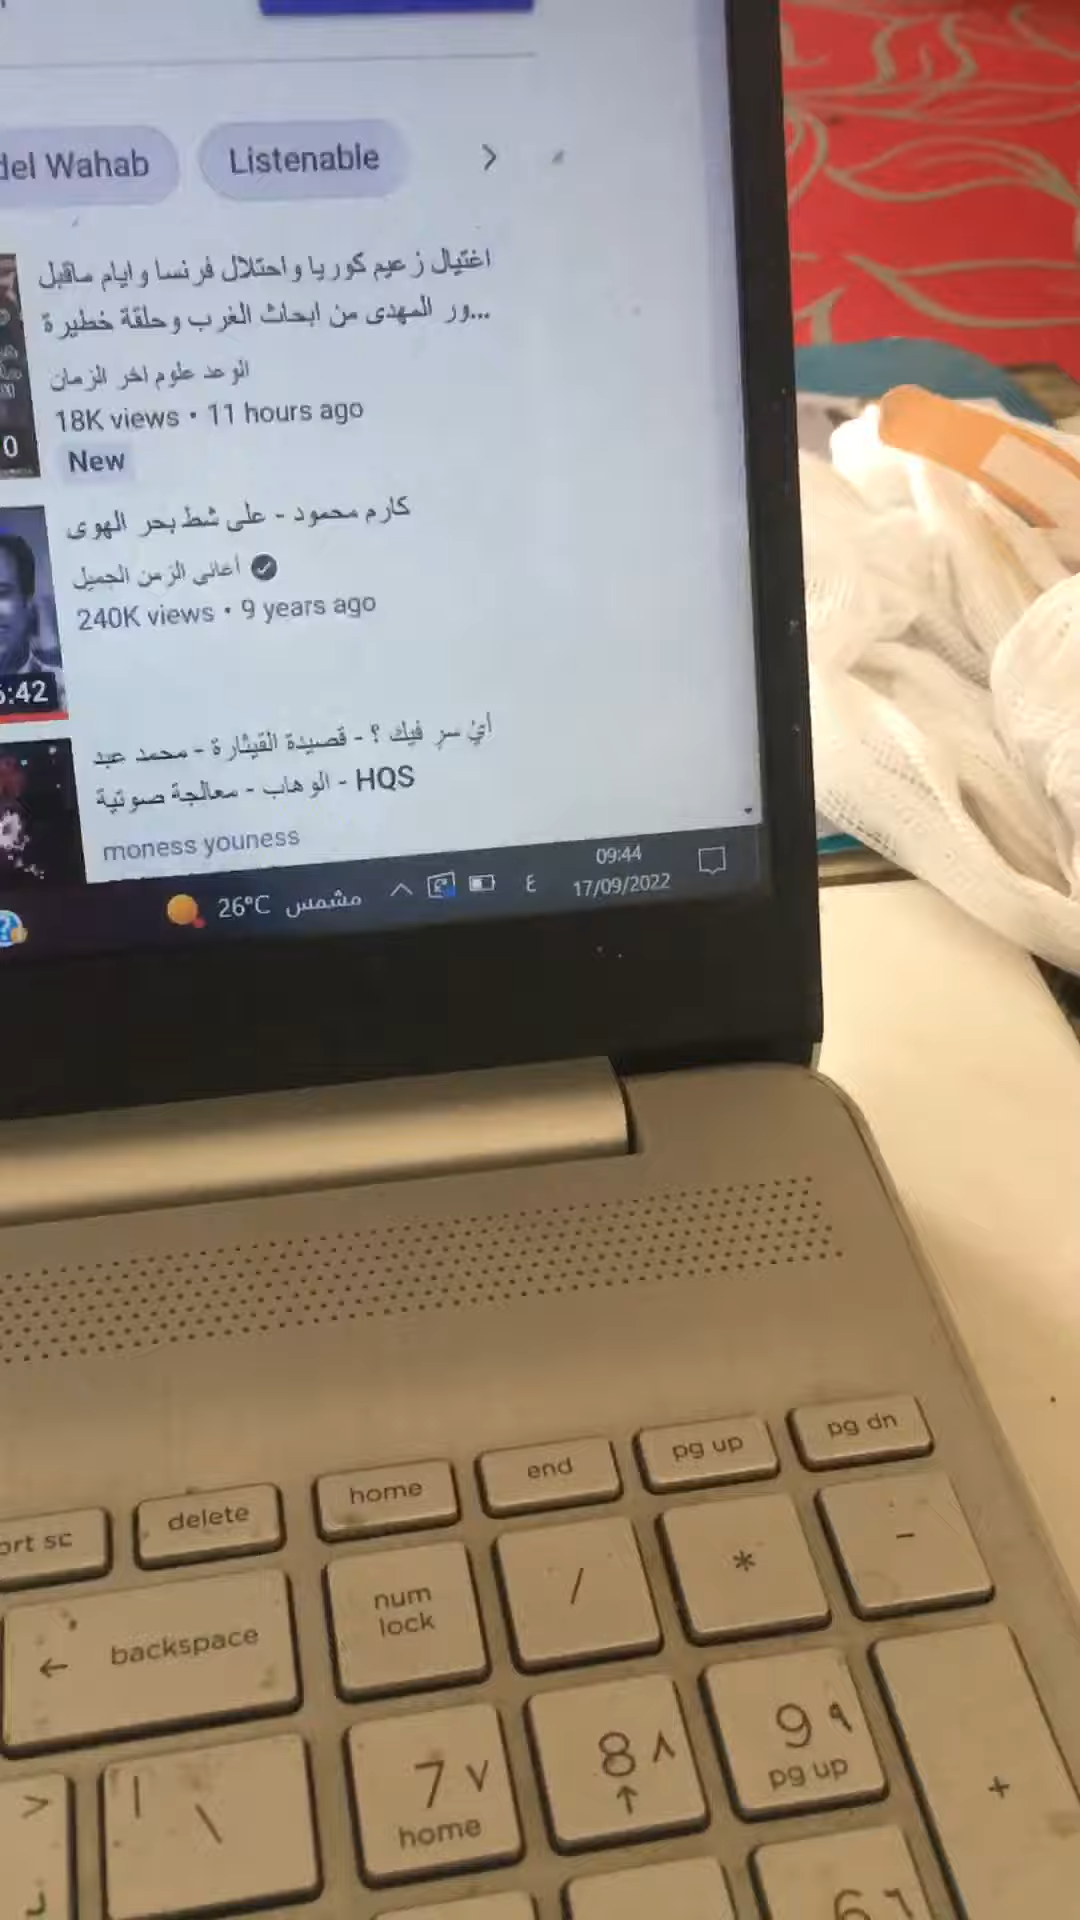 del Wahab
Listenable
اغتيال زعيم كوريا واحتلال فرنسا وايام ماقبل
...ور المهدى من ابحاث الغرب وحلقة خطيرة
الوعد علوم اخر الزمان
18K views • 11 hours ago
0
New
كارم محمود - على شط بحر الهوى
أغاني الزمن الجميل
240K views • 9 years ago
:42
أيُ سرٍ فيك ؟ - قصيدة القيثارة - محمد عبد
الوهاب - معالجة صوتية - HQS
moness youness
26°C مشمس
ع
09:44
17/09/2022
prt sc
delete
home
end
pg up
pg dn
← backspace
num lock
/
*
-
|
\
7 ٧
home
8 ٨
↑
9 ٩
pg up
+
>
6 ٦